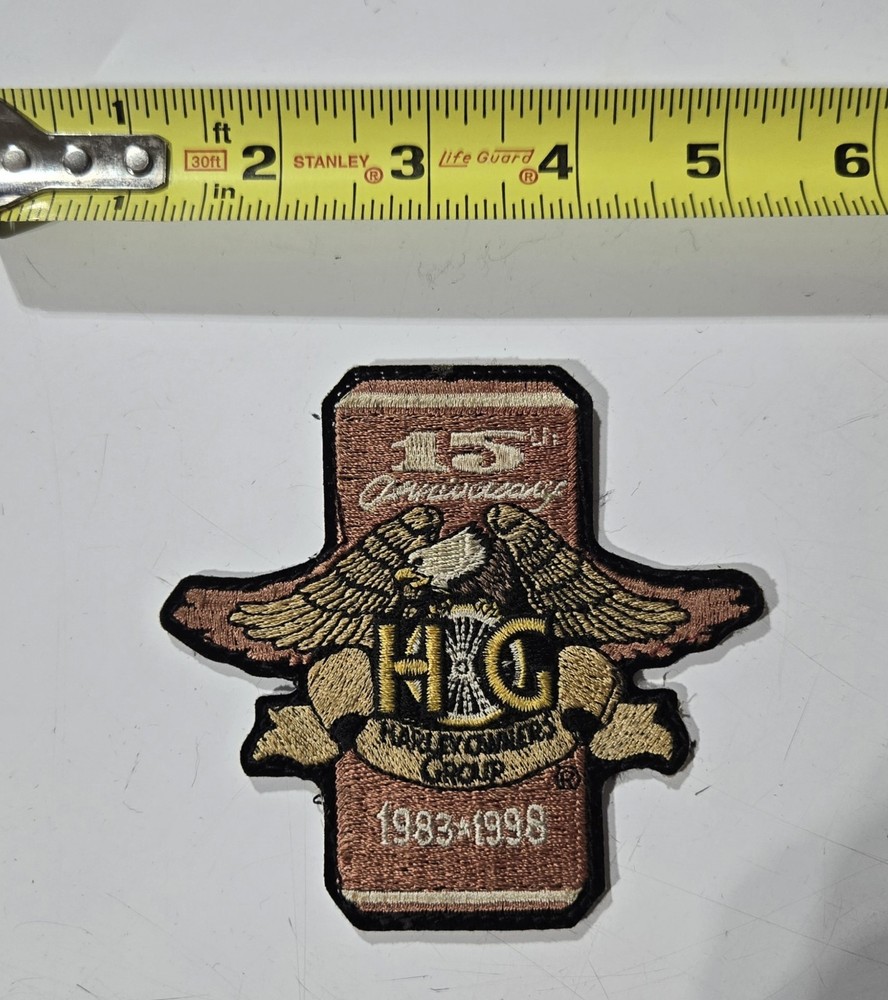 1 ft
30ft 2 STANLEY® 3 Life Guard® 4 5 6
1 in
15th
Anniversary
H.O.G.
HARLEY OWNERS
GROUP ®
1983★1998